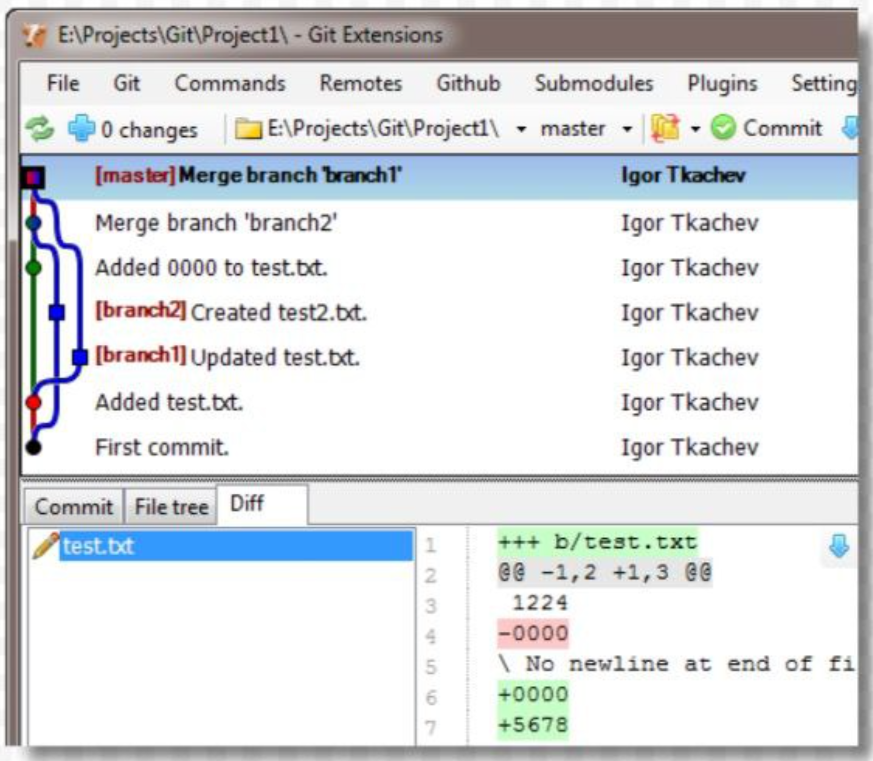 E:\Projects\Git\Project1\ - Git Extensions
File Git Commands Remotes Github Submodules Plugins Setting
0 changes E:\Projects\Git\Project1\ master Commit
[master] Merge branch 'branch1' Igor Tkachev
Merge branch 'branch2' Igor Tkachev
Added 0000 to test.txt. Igor Tkachev
[branch2] Created test2.txt. Igor Tkachev
[branch1] Updated test.txt. Igor Tkachev
Added test.txt. Igor Tkachev
First commit. Igor Tkachev
Commit File tree Diff
test.txt
1 +++ b/test.txt
2 @@ -1,2 +1,3 @@
3 1224
4 -0000
5 \ No newline at end of fi
6 +0000
7 +5678